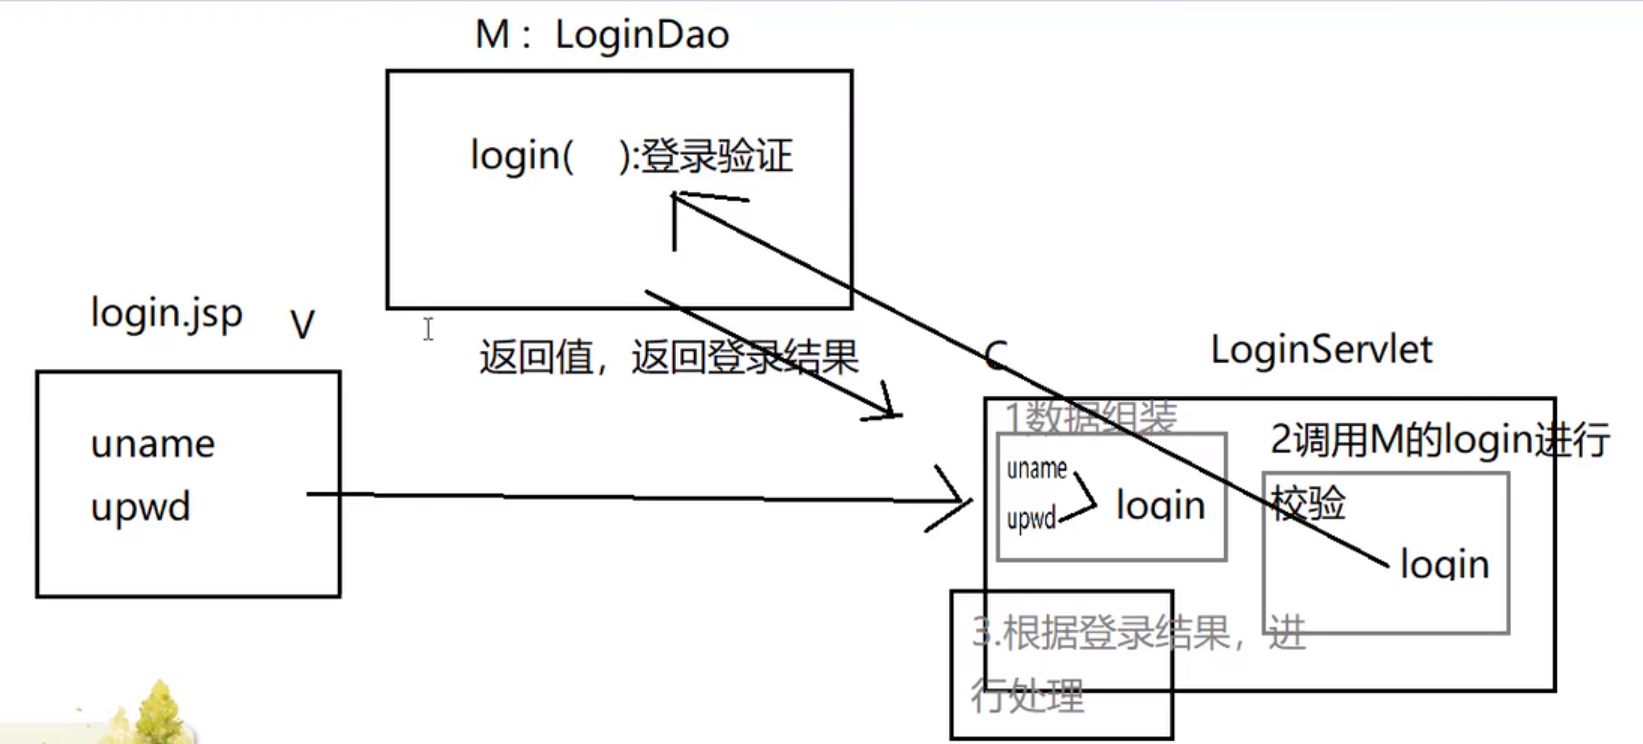 M：LoginDao
login(    ):登录验证
login.jsp
V
返回值，返回登录结果
uname
upwd
C
LoginServlet
1数据组装
uname
upwd
login
2调用M的login进行
校验
login
3.根据登录结果，进
行处理